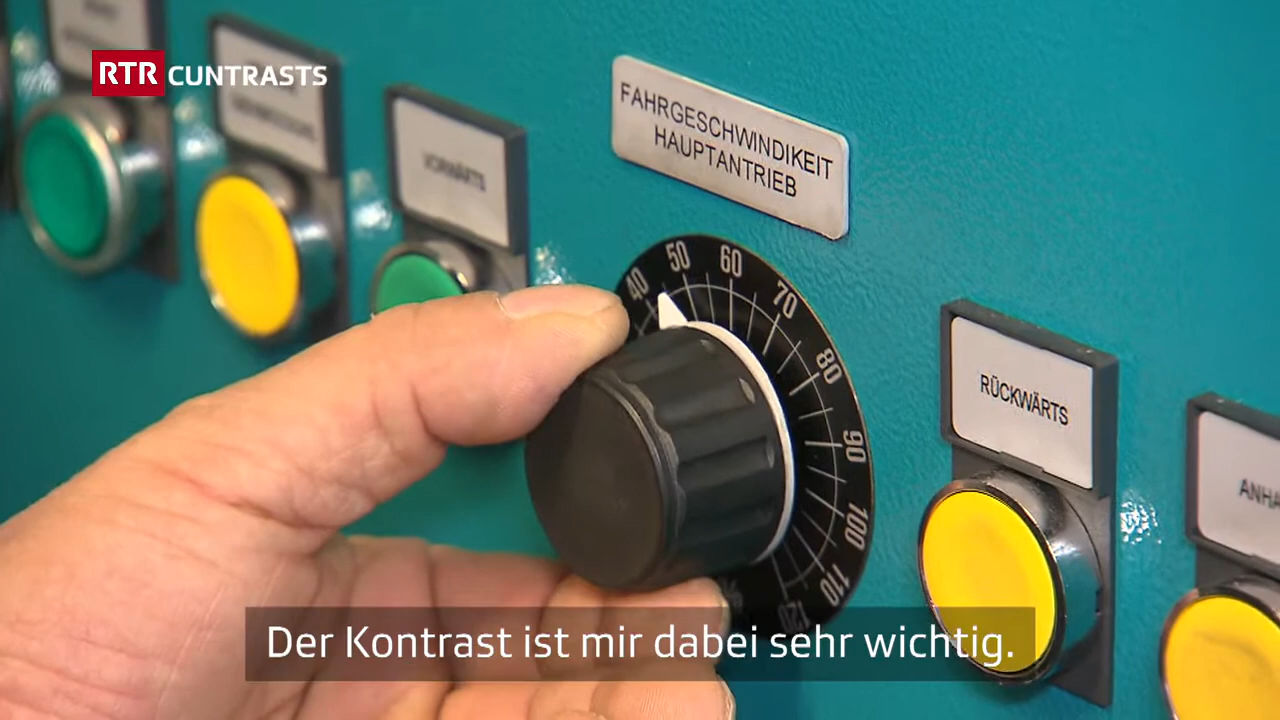 RTR CUNTRASTS
VORWÄRTS
FAHRGESCHWINDIKEIT
HAUPTANTRIEB
40 50 60 70 80 90 100 110 120
RÜCKWÄRTS
Der Kontrast ist mir dabei sehr wichtig.